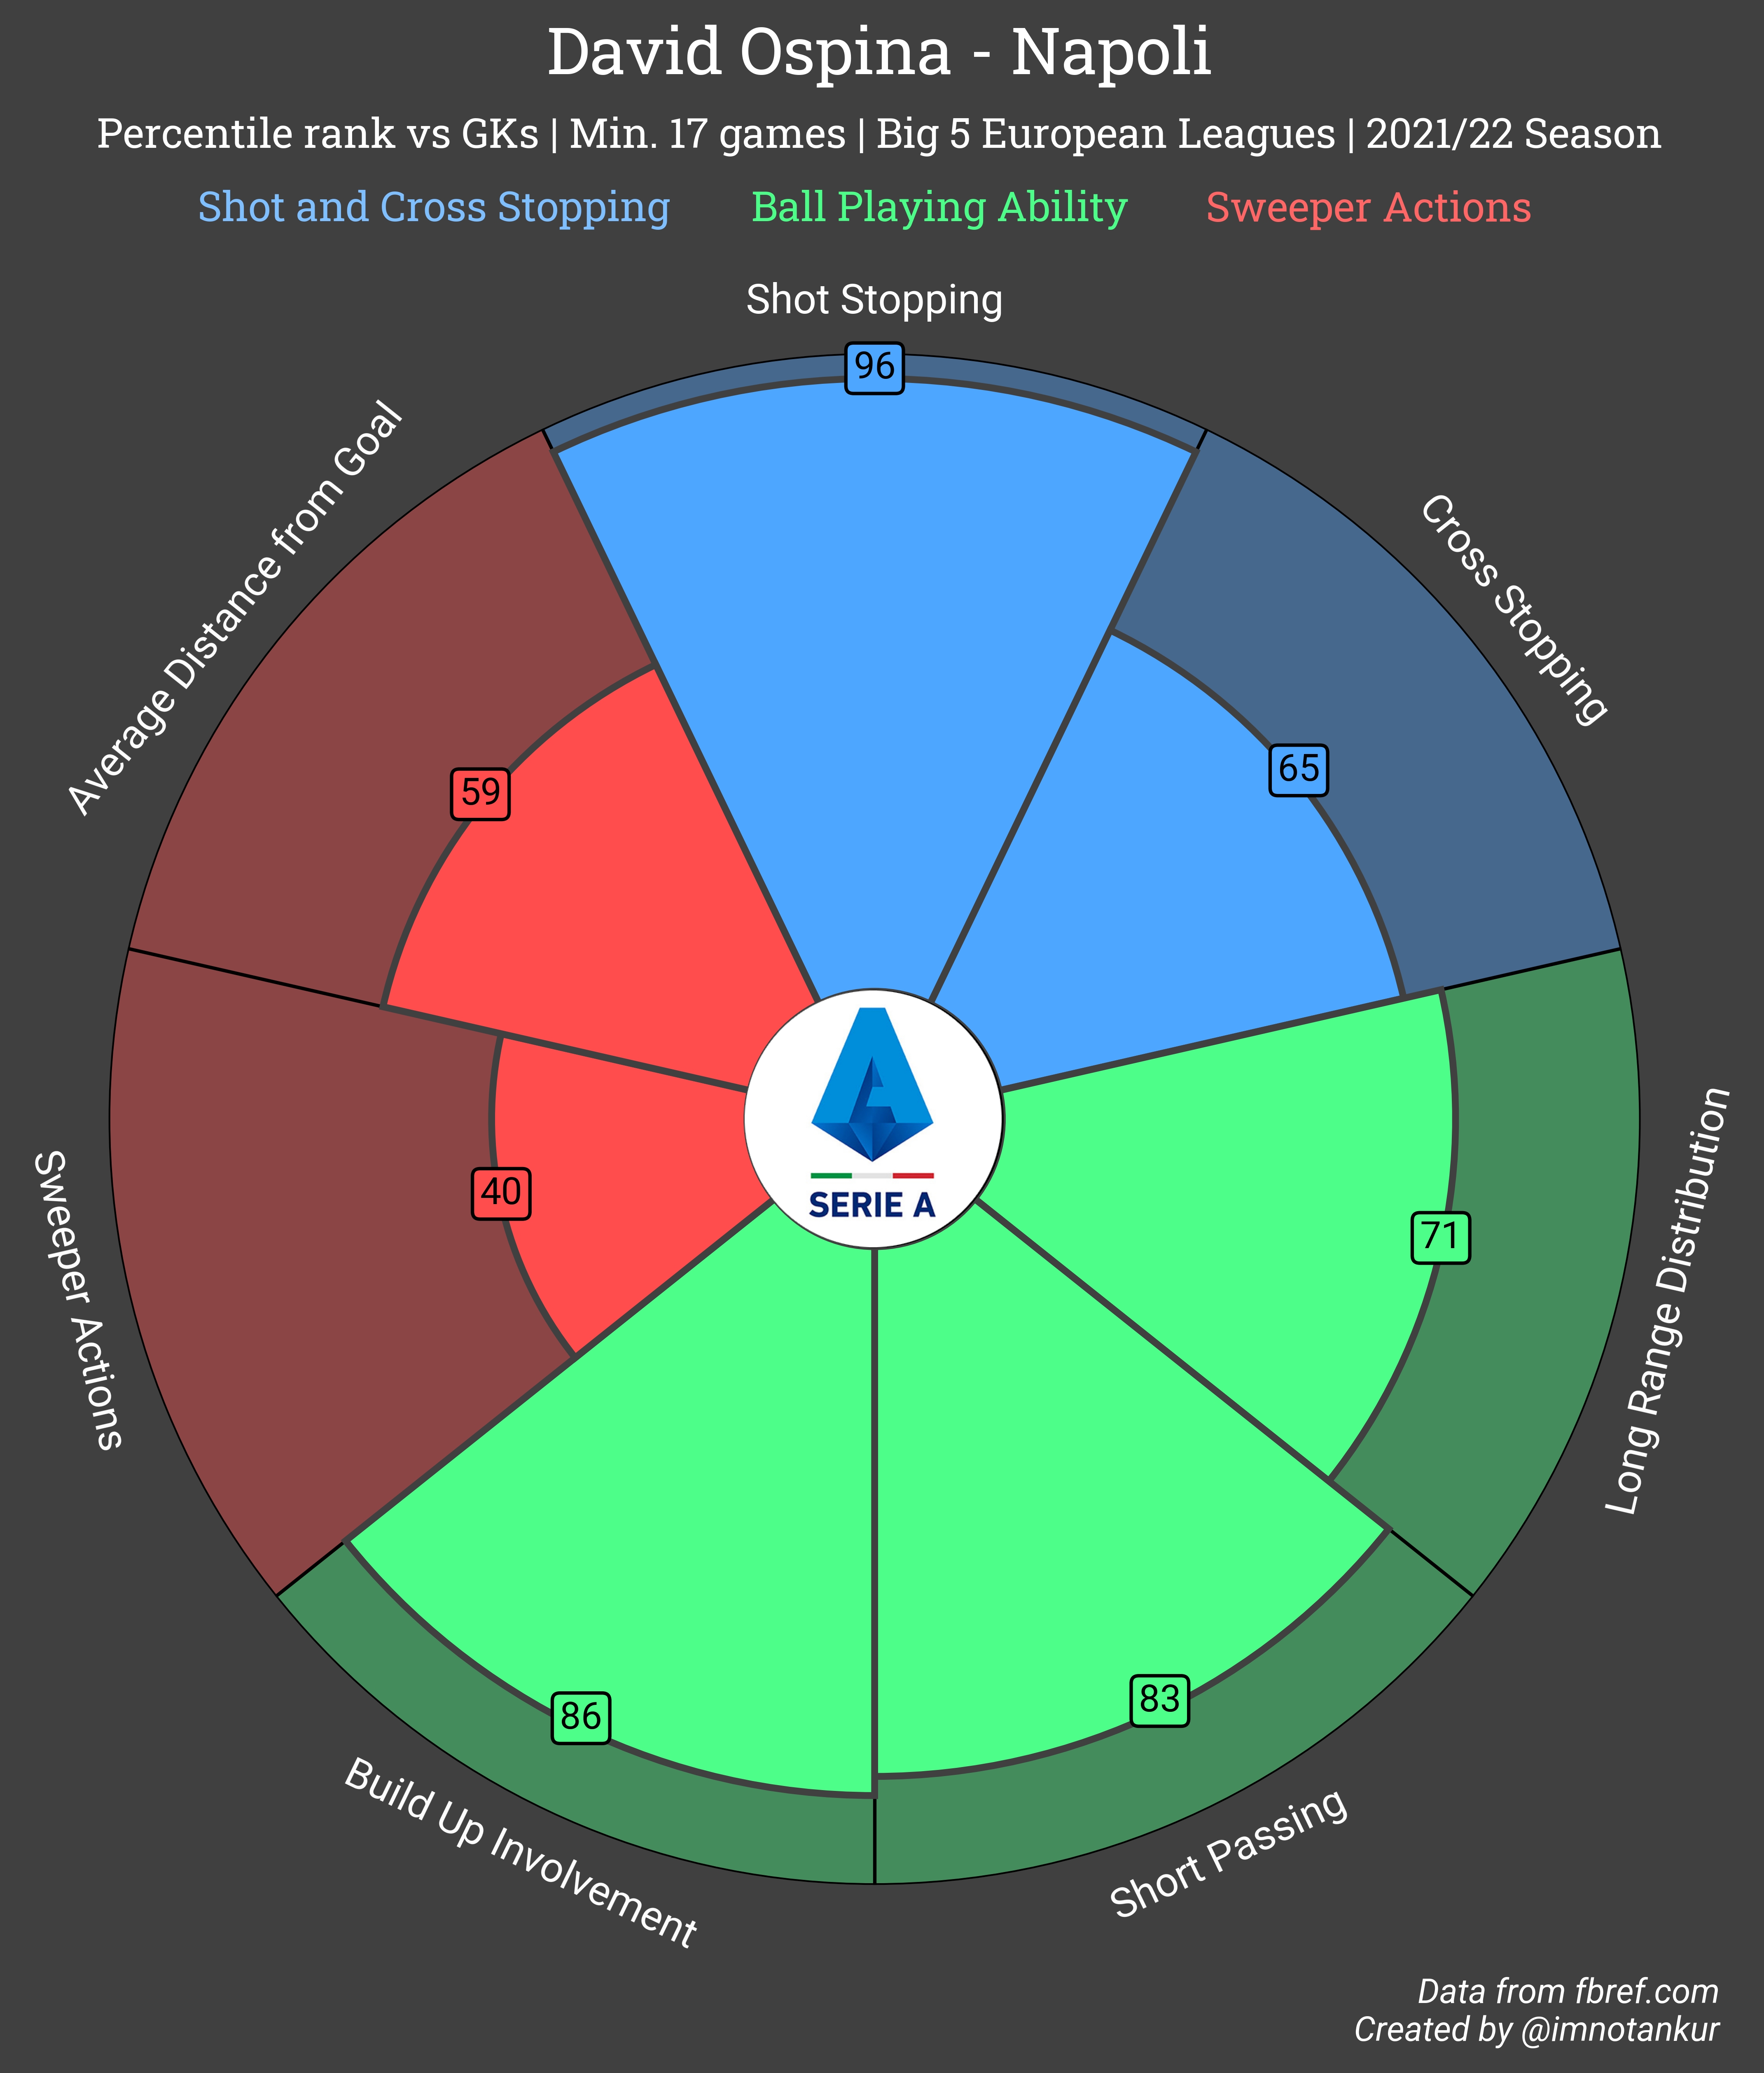 David Ospina - Napoli
Percentile rank vs GKs | Min. 17 games | Big 5 European Leagues | 2021/22 Season
Shot and Cross Stopping Ball Playing Ability Sweeper Actions
Shot Stopping
96
Average Distance from Goal
Cross Stopping
65
59
SERIE A
Sweeper Actions
40
Long Range Distribution
71
86
83
Build Up Involvement
Short Passing
Data from fbref.com
Created by @imnotankur